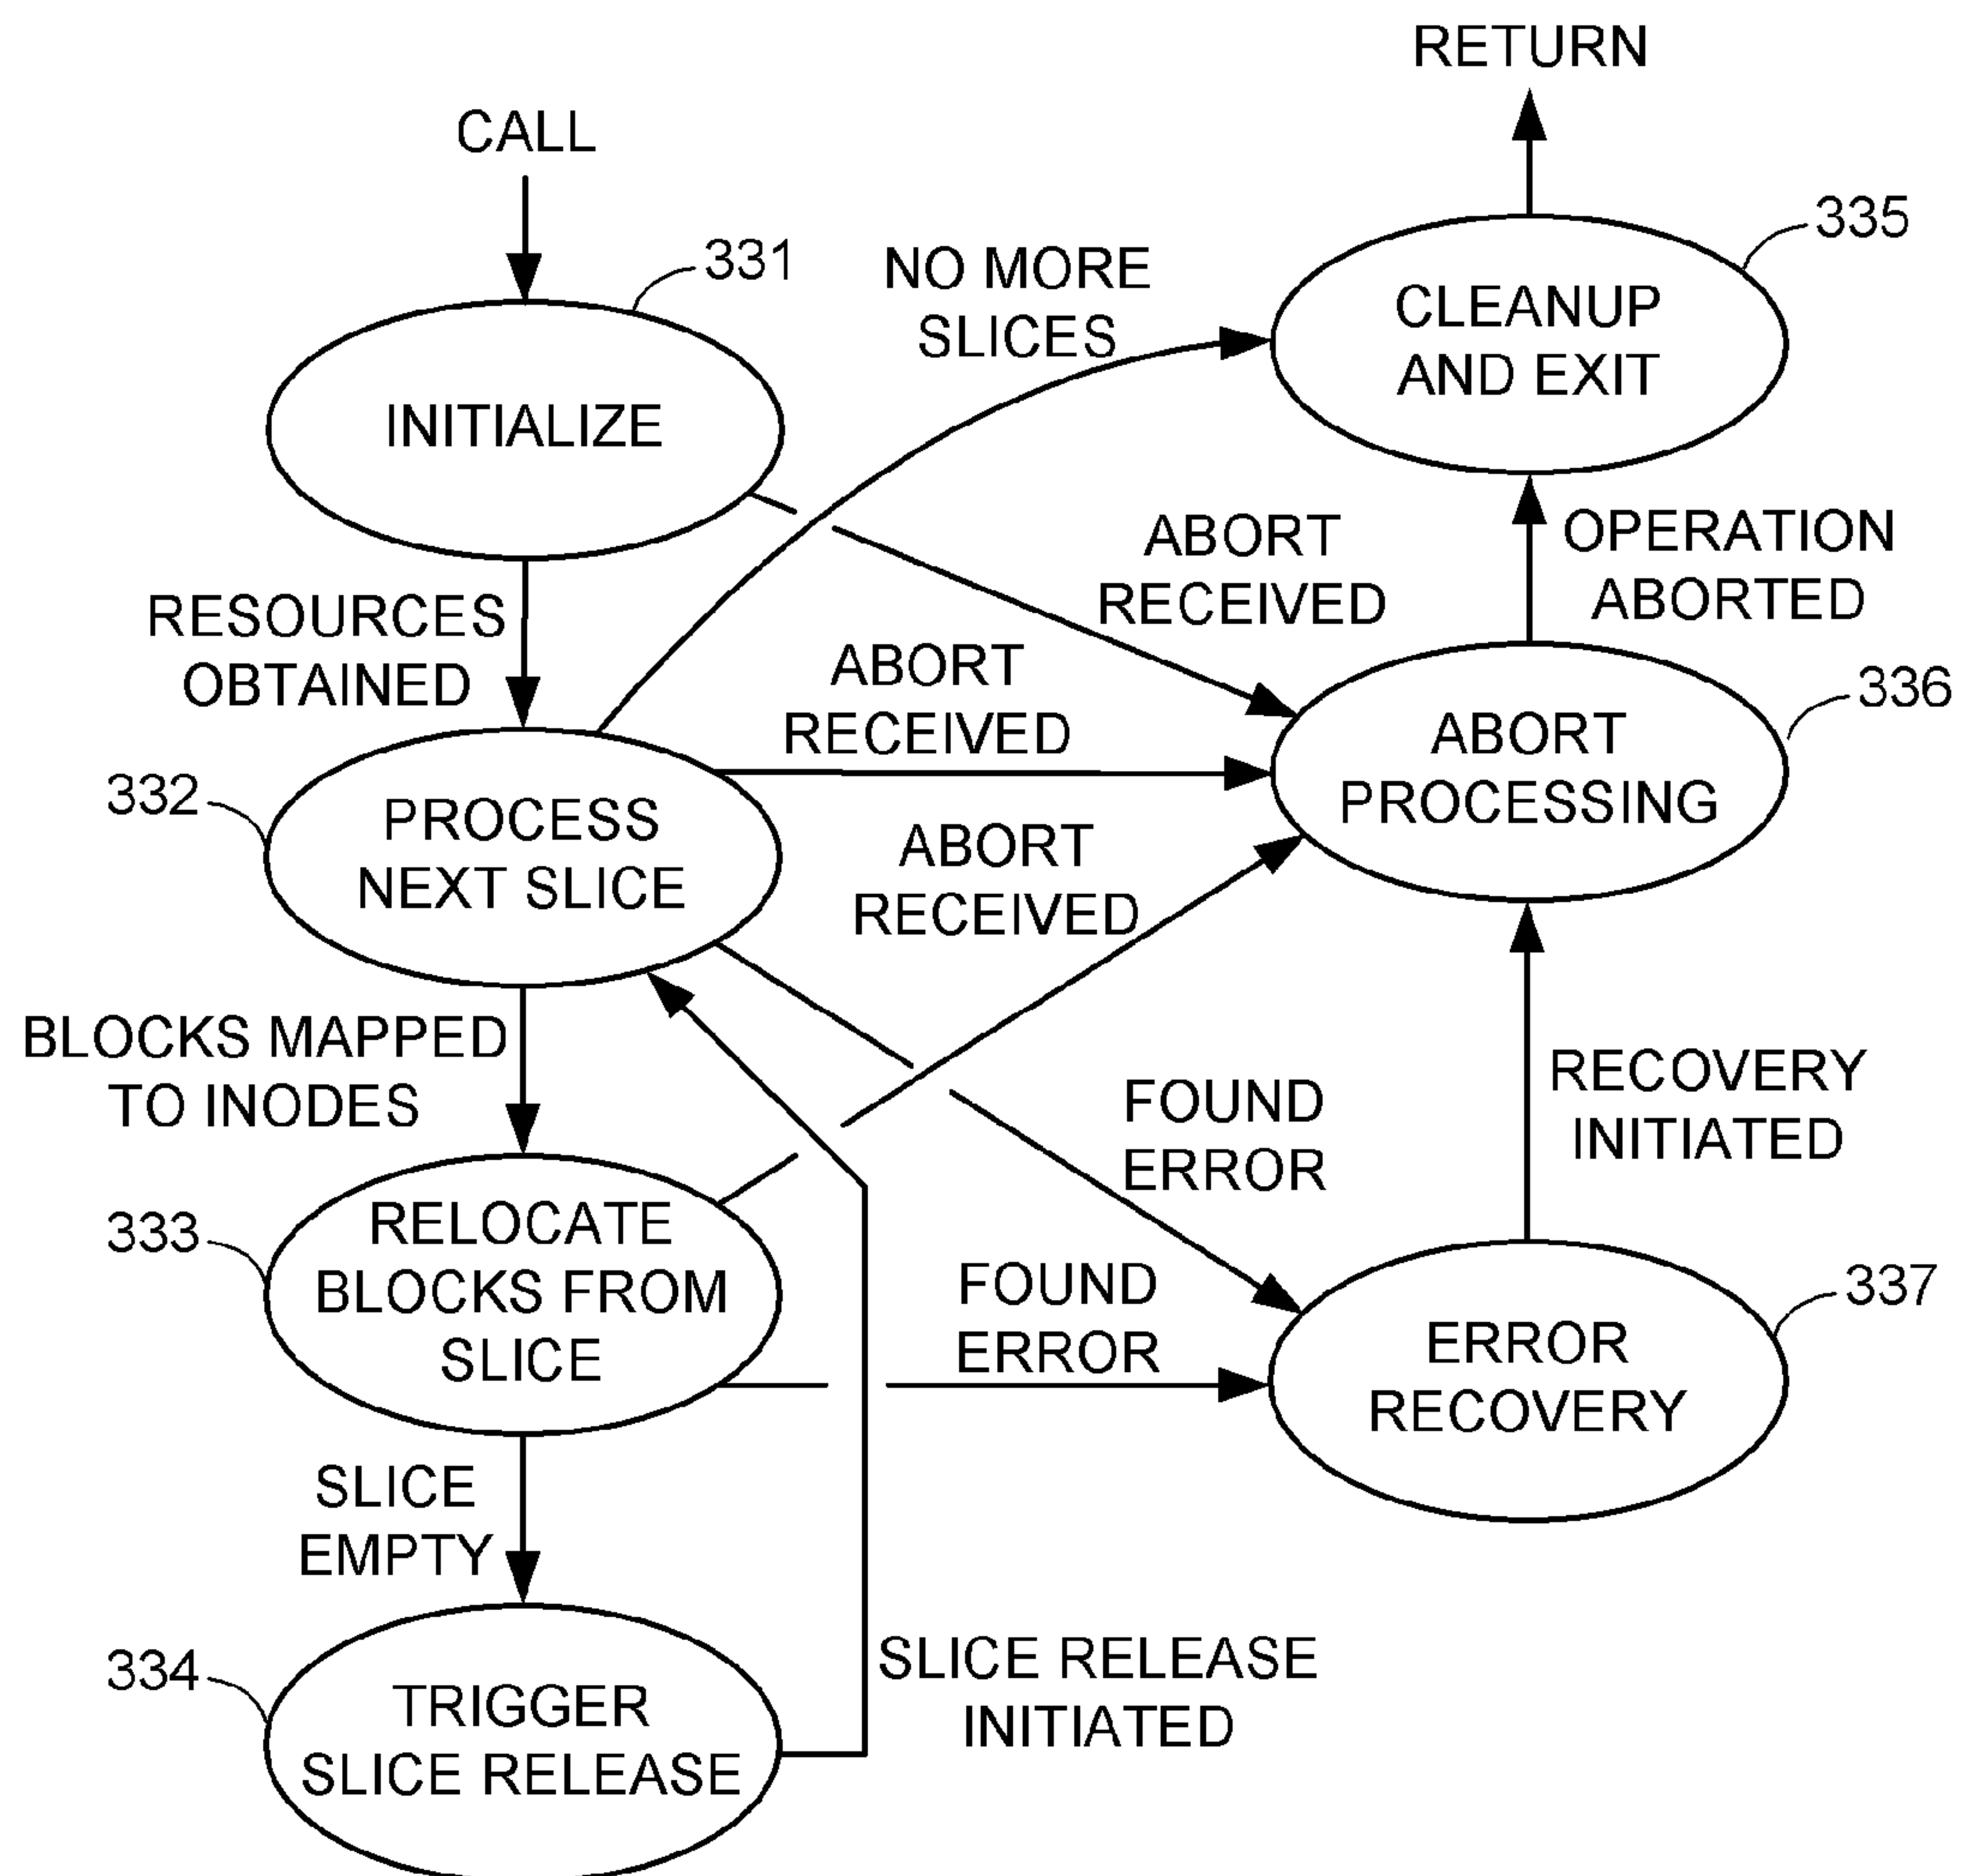 RETURN
CALL
331
335
NO MORE
SLICES
CLEANUP
AND EXIT
INITIALIZE
ABORT
RECEIVED
OPERATION
ABORTED
RESOURCES
OBTAINED
ABORT
RECEIVED
336
ABORT
PROCESSING
332
PROCESS
NEXT SLICE
ABORT
RECEIVED
BLOCKS MAPPED
TO INODES
FOUND
ERROR
RECOVERY
INITIATED
333
RELOCATE
BLOCKS FROM
SLICE
FOUND
ERROR
337
ERROR
RECOVERY
SLICE
EMPTY
334
TRIGGER
SLICE RELEASE
SLICE RELEASE
INITIATED